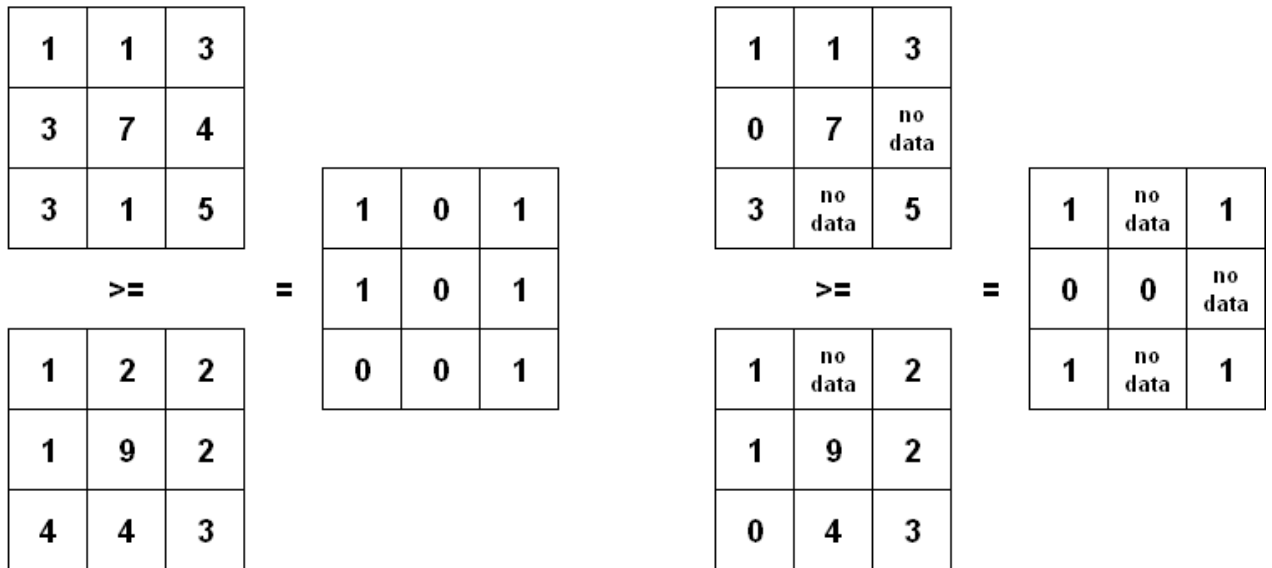 1 1 3
3 7 4
3 1 5
>= =
1 2 2
1 9 2
4 4 3
1 0 1
1 0 1
0 0 1
1 1 3
0 7 no data
3 no data 5
>= =
1 no data 2
1 9 2
0 4 3
1 no data 1
0 0 no data
1 no data 1